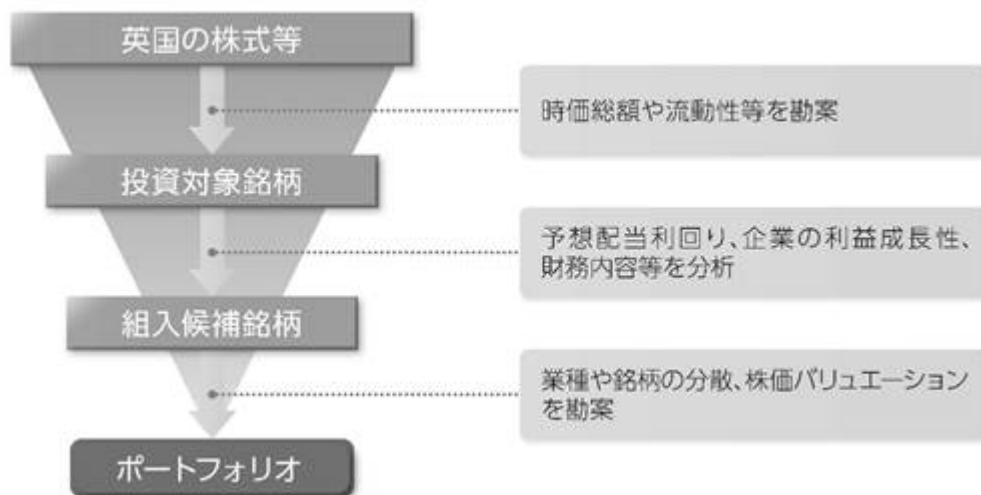 英国の株式等
時価総額や流動性等を勘案
投資対象銘柄
予想配当利回り、企業の利益成長性、
財務内容等を分析
組入候補銘柄
業種や銘柄の分散、株価バリュエーション
を勘案
ポートフォリオ